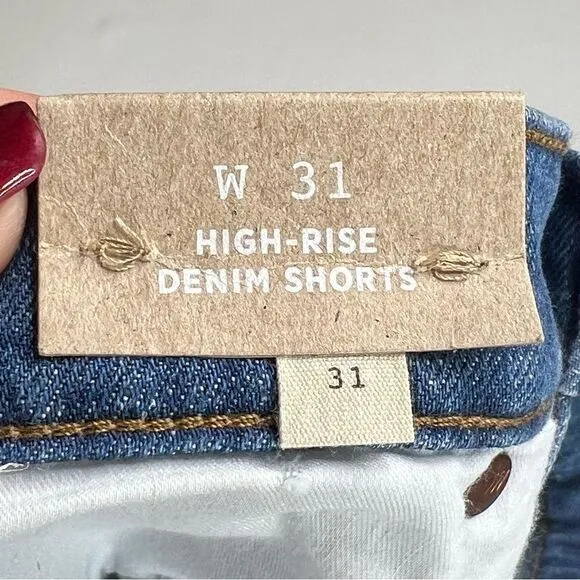 W 31
HIGH-RISE
DENIM SHORTS
31